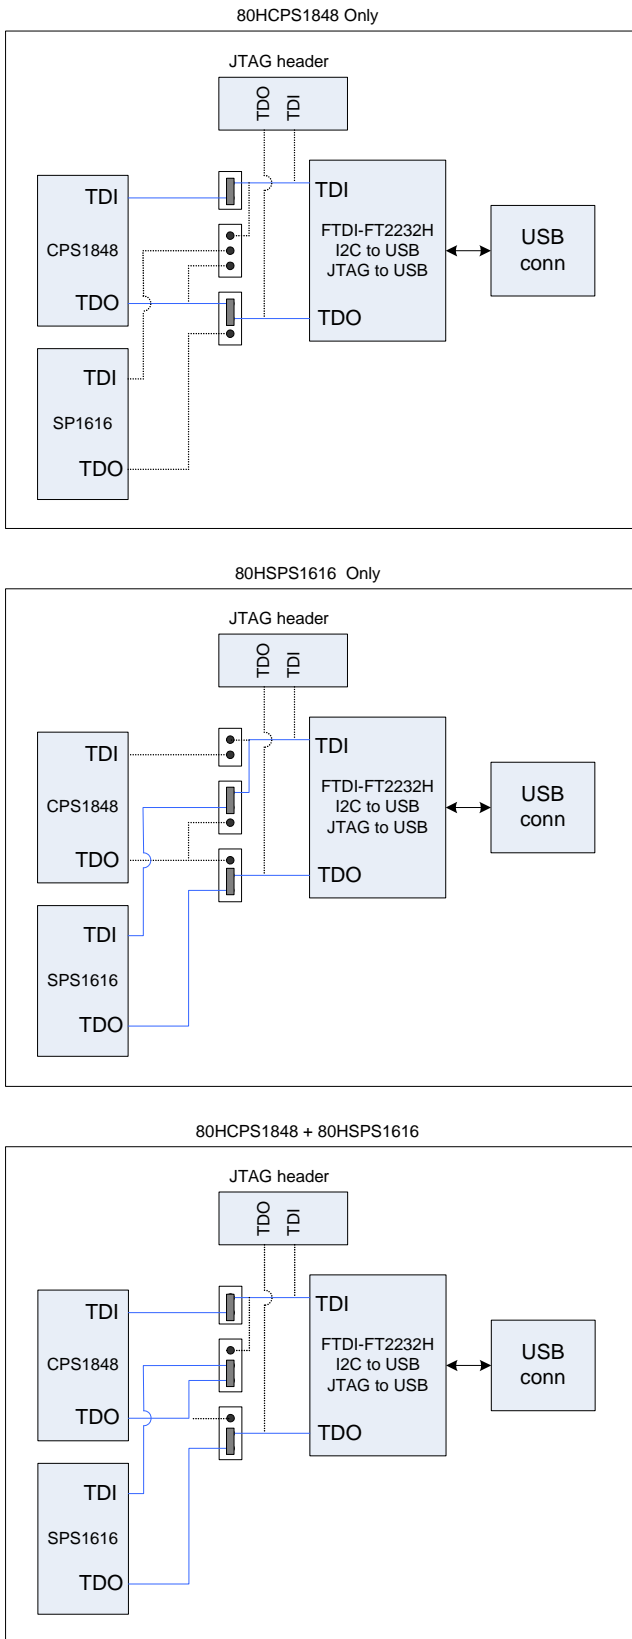 80HCPS1848 Only
JTAG header
TDO
TDI
TDI
CPS1848
TDO
TDI
SP1616
TDO
TDI
FTDI-FT2232H
I2C to USB
JTAG to USB
TDO
USB
conn
80HSPS1616 Only
JTAG header
TDO
TDI
TDI
CPS1848
TDO
TDI
SPS1616
TDO
TDI
FTDI-FT2232H
I2C to USB
JTAG to USB
TDO
USB
conn
80HCPS1848 + 80HSPS1616
JTAG header
TDO
TDI
TDI
CPS1848
TDO
TDI
SPS1616
TDO
TDI
FTDI-FT2232H
I2C to USB
JTAG to USB
TDO
USB
conn